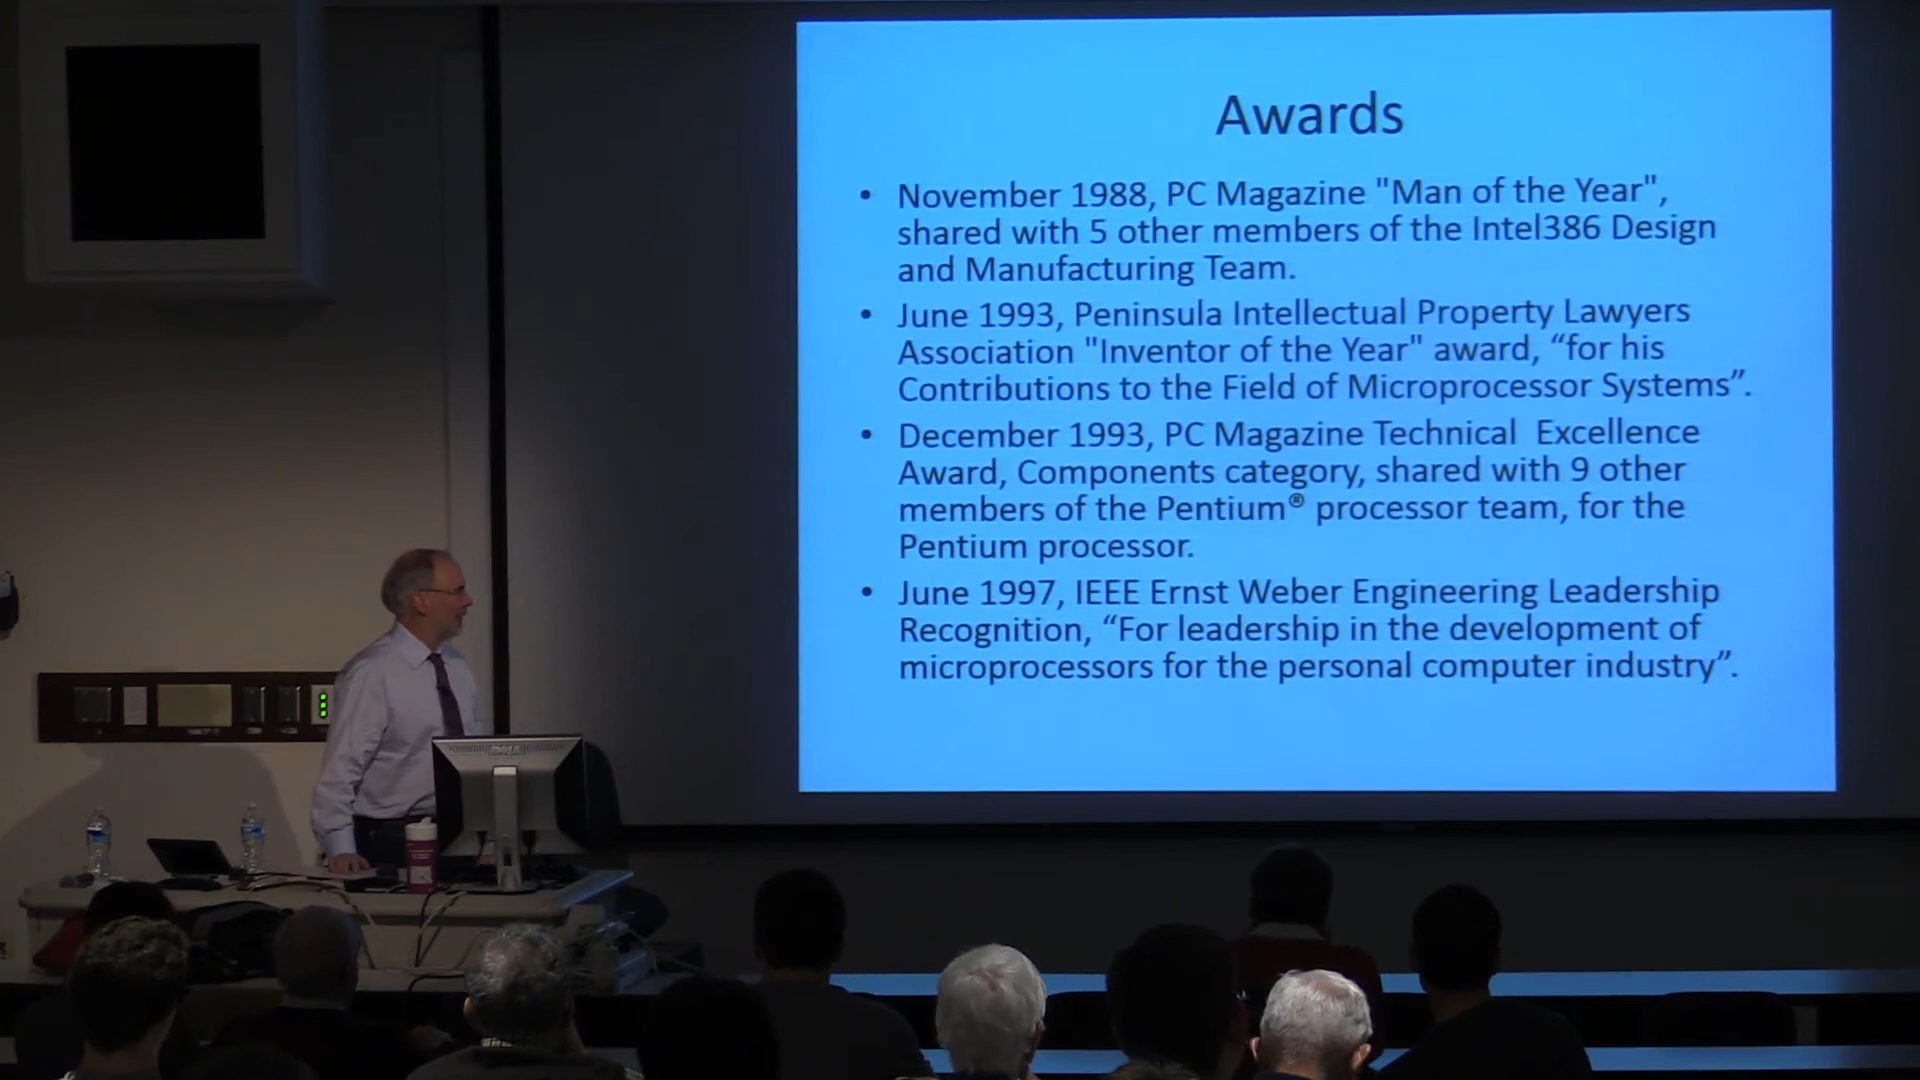 Awards
• November 1988, PC Magazine "Man of the Year",
shared with 5 other members of the Intel386 Design
and Manufacturing Team.
• June 1993, Peninsula Intellectual Property Lawyers
Association "Inventor of the Year" award, “for his
Contributions to the Field of Microprocessor Systems”.
• December 1993, PC Magazine Technical  Excellence
Award, Components category, shared with 9 other
members of the Pentium® processor team, for the
Pentium processor.
• June 1997, IEEE Ernst Weber Engineering Leadership
Recognition, “For leadership in the development of
microprocessors for the personal computer industry”.